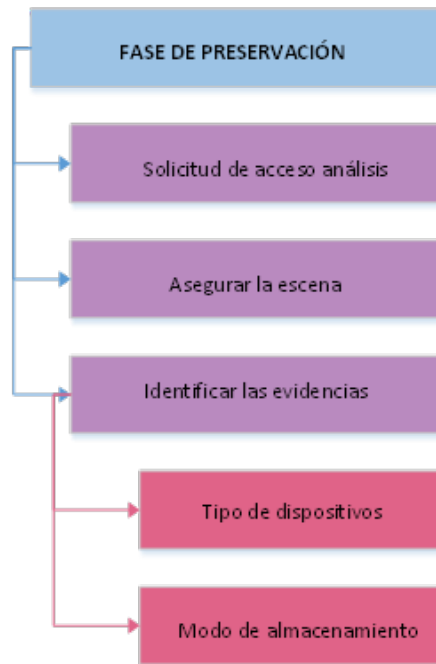 FASE DE PRESERVACIÓN
Solicitud de acceso análisis
Asegurar la escena
Identificar las evidencias
Tipo de dispositivos
Modo de almacenamiento